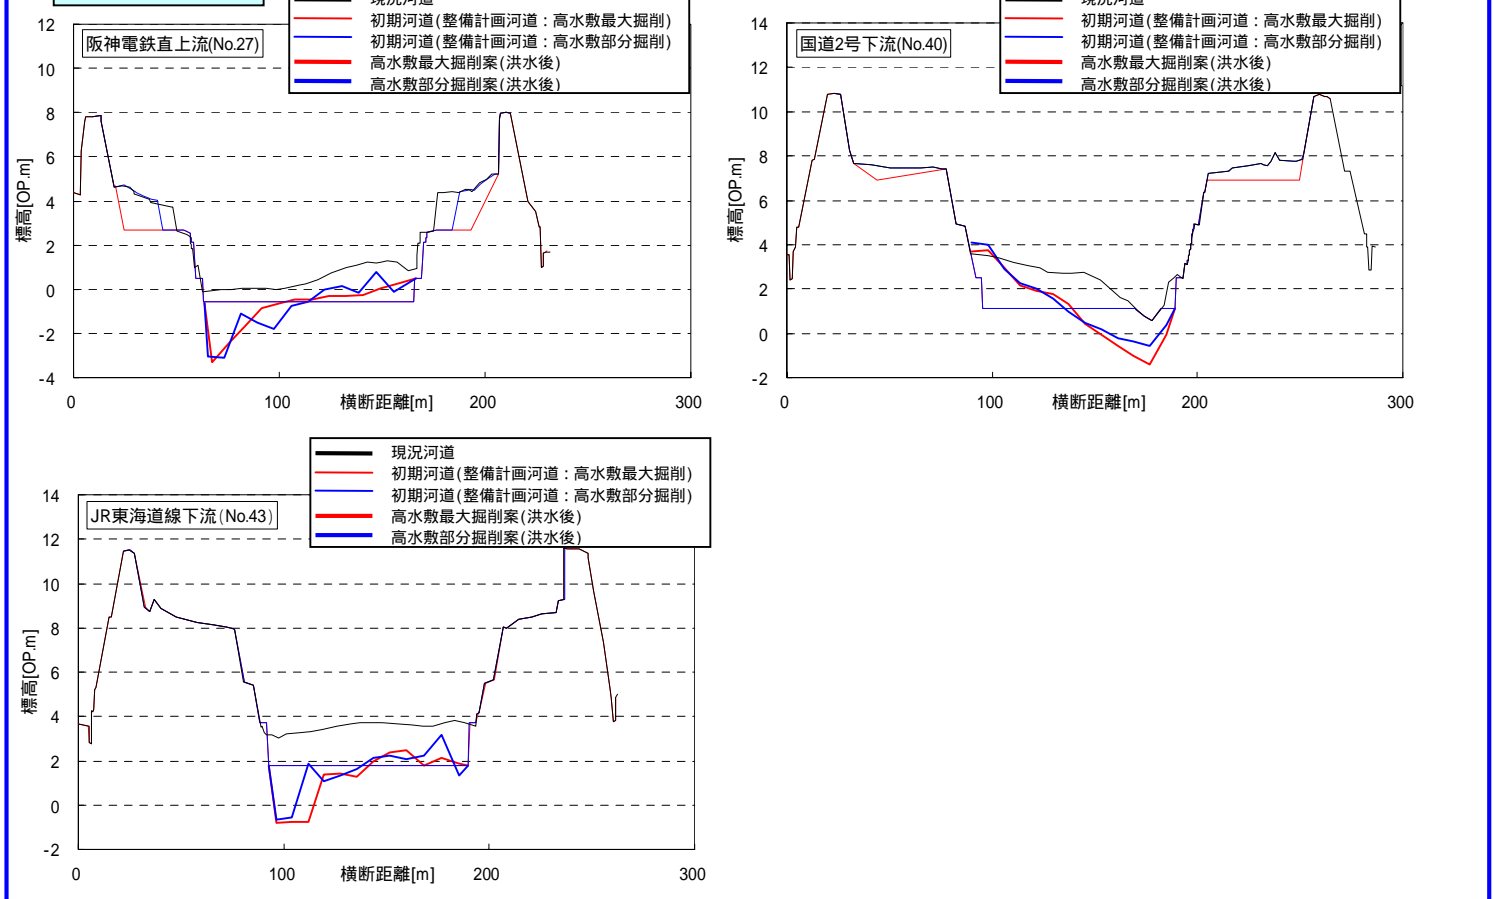 現況河道
初期河道(整備計画河道：高水敷最大掘削)
初期河道(整備計画河道：高水敷部分掘削)
高水敷最大掘削案(洪水後)
高水敷部分掘削案(洪水後)
阪神電鉄直上流(No.27)
12
10
8
6
4
2
0
-2
-4
標高[OP.m]
0
100
横断距離[m]
200
300
現況河道
初期河道(整備計画河道：高水敷最大掘削)
初期河道(整備計画河道：高水敷部分掘削)
高水敷最大掘削案(洪水後)
高水敷部分掘削案(洪水後)
国道2号下流(No.40)
14
12
10
8
6
4
2
0
-2
標高[OP.m]
0
100
横断距離[m]
200
300
現況河道
初期河道(整備計画河道：高水敷最大掘削)
初期河道(整備計画河道：高水敷部分掘削)
高水敷最大掘削案(洪水後)
高水敷部分掘削案(洪水後)
JR東海道線下流(No.43)
14
12
10
8
6
4
2
0
-2
標高[OP.m]
0
100
横断距離[m]
200
300